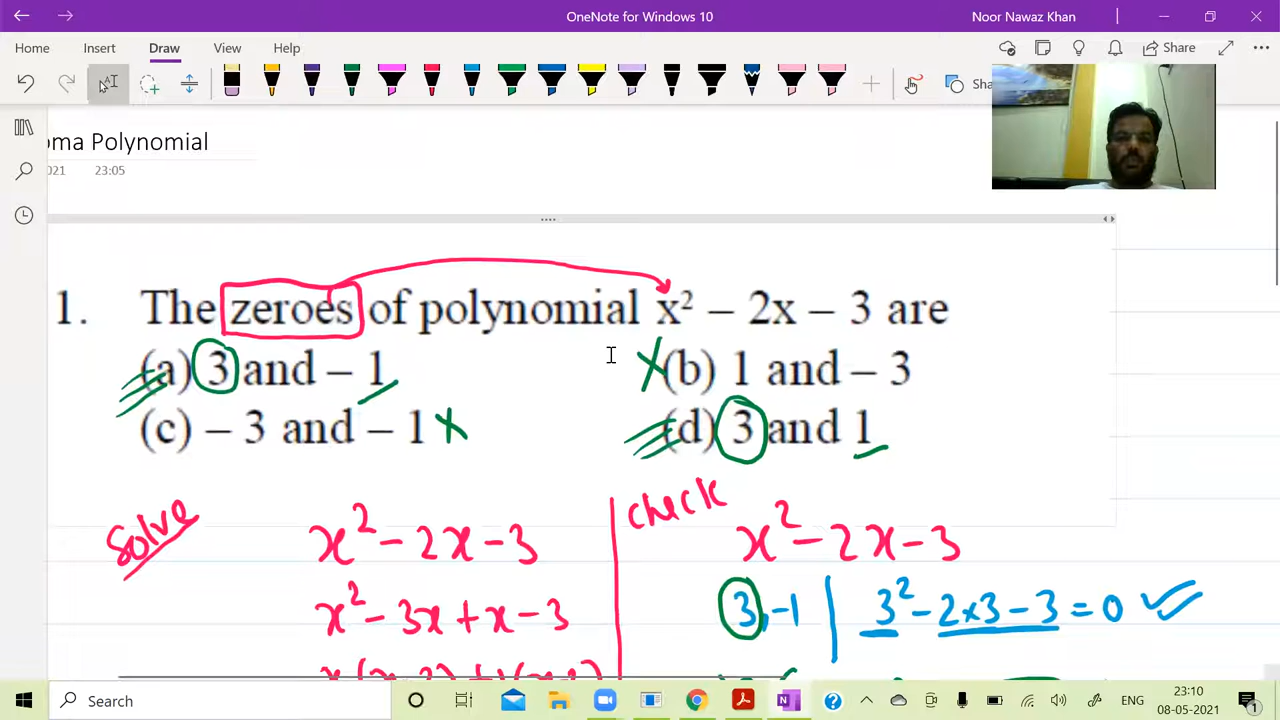 OneNote for Windows 10
Noor Nawaz Khan
Home Insert Draw View Help
Share
oma Polynomial
021 23:05
1. The zeroes of polynomial x² – 2x – 3 are
(a) 3 and – 1 (b) 1 and – 3
(c) – 3 and – 1 (d) 3 and 1
Solve
x² - 2x - 3
x² - 3x + x - 3
check
x² - 2x - 3
3, -1 | 3² - 2×3 - 3 = 0
Search
ENG
23:10
08-05-2021
1